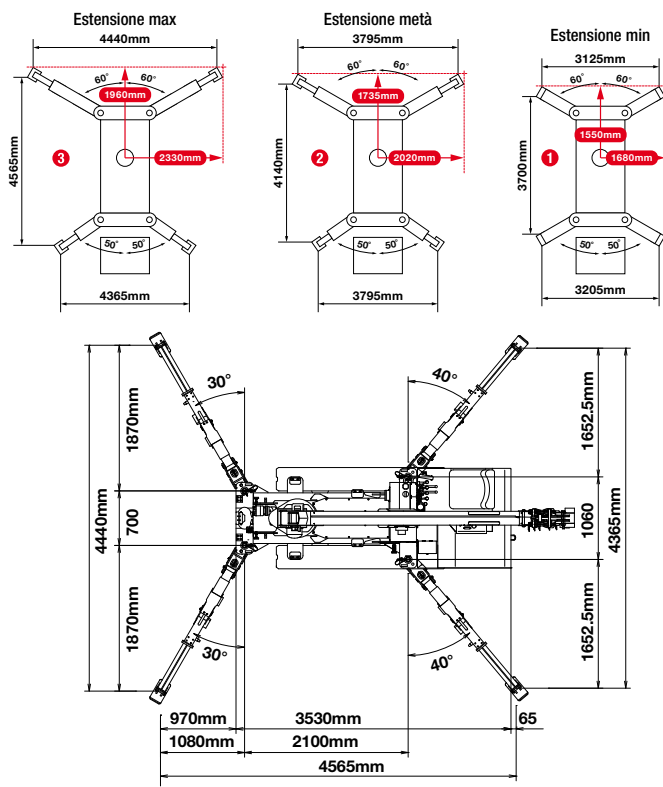 Estensione max
4440mm
60° 60°
1960mm
4565mm
3
2330mm
50° 50°
4365mm
Estensione metà
3795mm
60° 60°
1735mm
4140mm
2
2020mm
50° 50°
3795mm
Estensione min
3125mm
60° 60°
1550mm
3700mm
1
1680mm
50° 50°
3205mm
30°
40°
1870mm
1652.5mm
4440mm
700
1060
4365mm
1870mm
1652.5mm
30°
40°
970mm
3530mm
65
1080mm
2100mm
4565mm